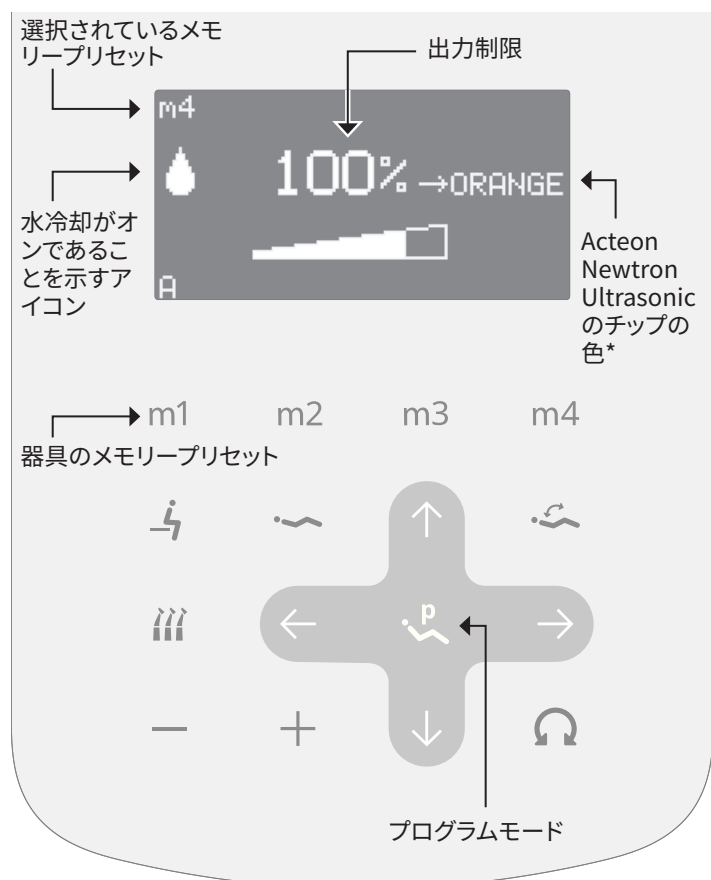 選択されているメモ
リープリセット
出力制限
m4
100% →ORANGE
水冷却がオ
ンであるこ
とを示すア
イコン
A
Acteon
Newtron
Ultrasonic
のチップの
色*
m1 m2 m3 m4
器具のメモリープリセット
p
プログラムモード